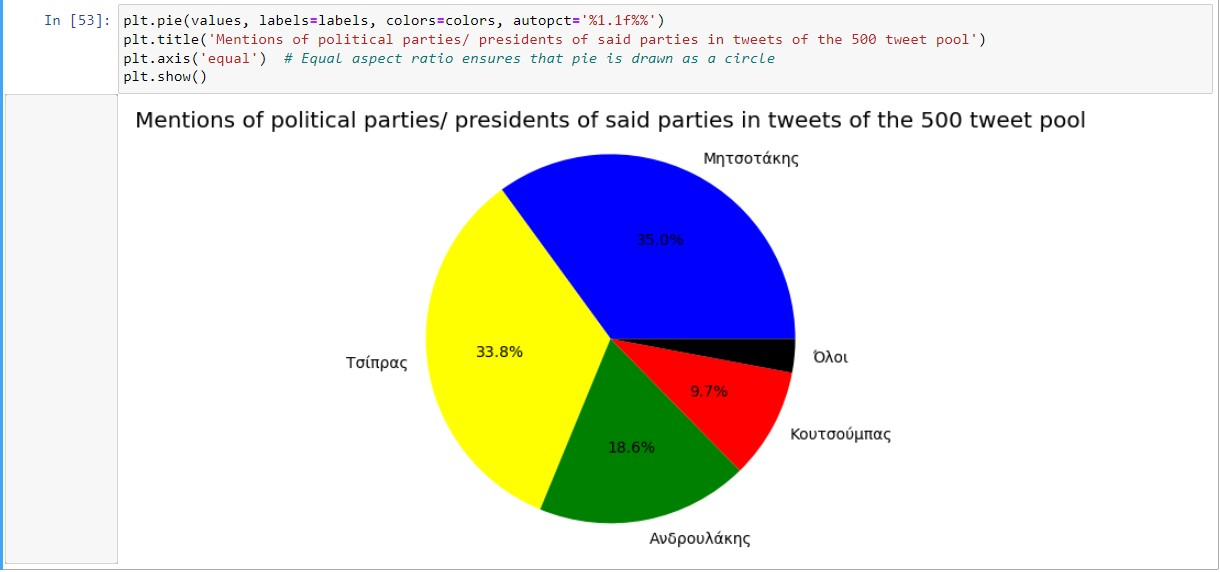 In [53]: plt.pie(values, labels=labels, colors=colors, autopct='%1.1f%%')
plt.title('Mentions of political parties/ presidents of said parties in tweets of the 500 tweet pool')
plt.axis('equal')  # Equal aspect ratio ensures that pie is drawn as a circle
plt.show()
Mentions of political parties/ presidents of said parties in tweets of the 500 tweet pool
Μητσοτάκης
35.0%
Τσίπρας
33.8%
Όλοι
9.7%
Κουτσούμπας
18.6%
Ανδρουλάκης